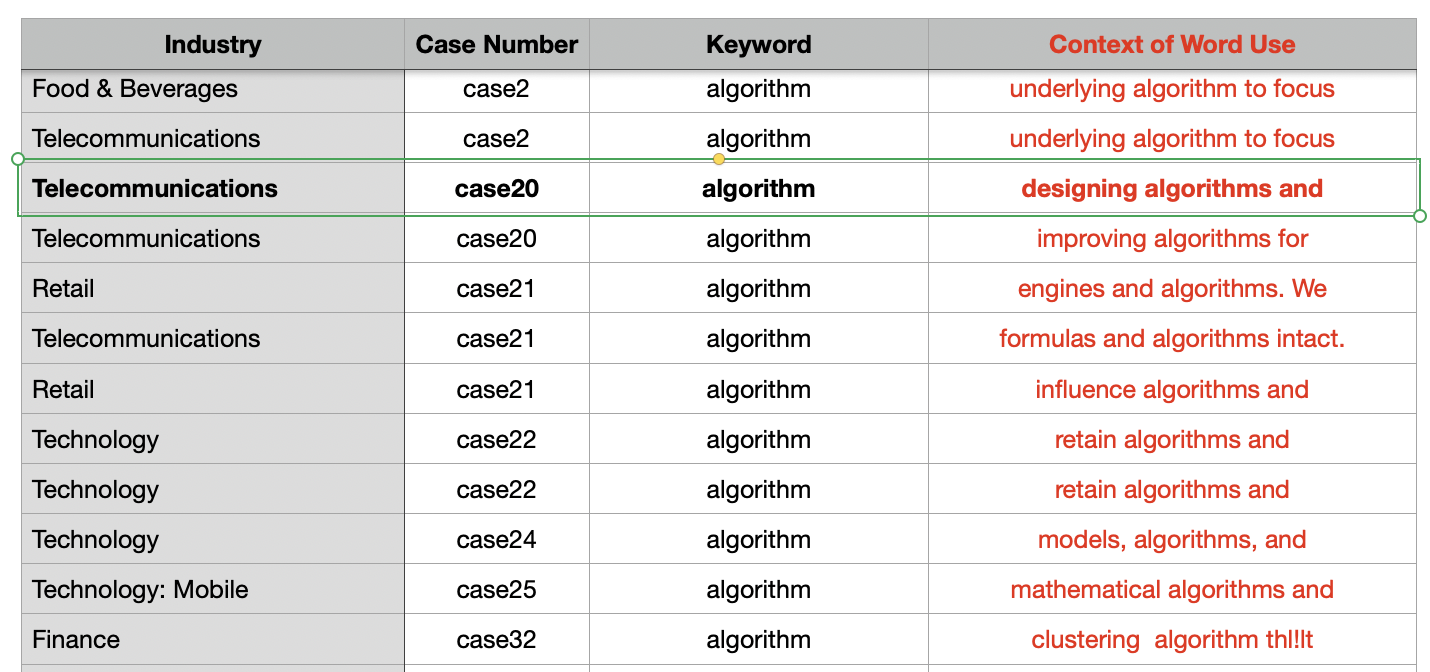 Industry Case Number Keyword Context of Word Use
Food & Beverages case2 algorithm underlying algorithm to focus
Telecommunications case2 algorithm underlying algorithm to focus
Telecommunications case20 algorithm designing algorithms and
Telecommunications case20 algorithm improving algorithms for
Retail case21 algorithm engines and algorithms. We
Telecommunications case21 algorithm formulas and algorithms intact.
Retail case21 algorithm influence algorithms and
Technology case22 algorithm retain algorithms and
Technology case22 algorithm retain algorithms and
Technology case24 algorithm models, algorithms, and
Technology: Mobile case25 algorithm mathematical algorithms and
Finance case32 algorithm clustering  algorithm thl!lt